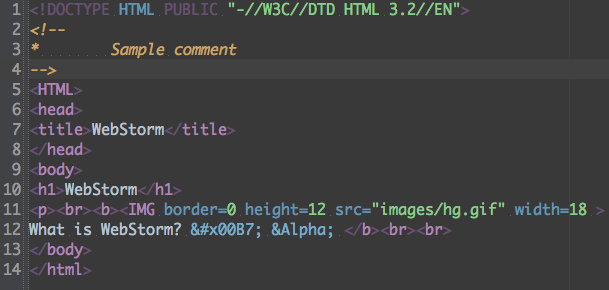 1 <!DOCTYPE HTML PUBLIC "-//W3C//DTD HTML 3.2//EN">
2 <!--
3 *        Sample comment
4 -->
5 <HTML>
6 <head>
7 <title>WebStorm</title>
8 </head>
9 <body>
10 <h1>WebStorm</h1>
11 <p><br><b><IMG border=0 height=12 src="images/hg.gif" width=18 >
12 What is WebStorm? &#x00B7; &Alpha; </b><br><br>
13 </body>
14 </html>